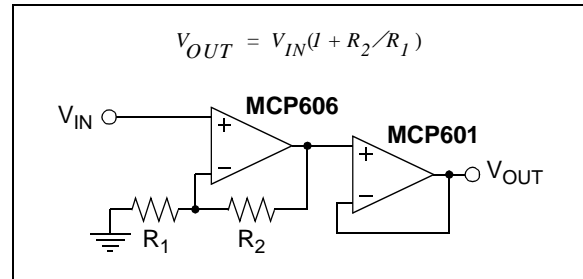 V_OUT = V_IN(1 + R_2/R_1)
MCP606
V_IN
+
–
MCP601
+
–
V_OUT
R_1
R_2